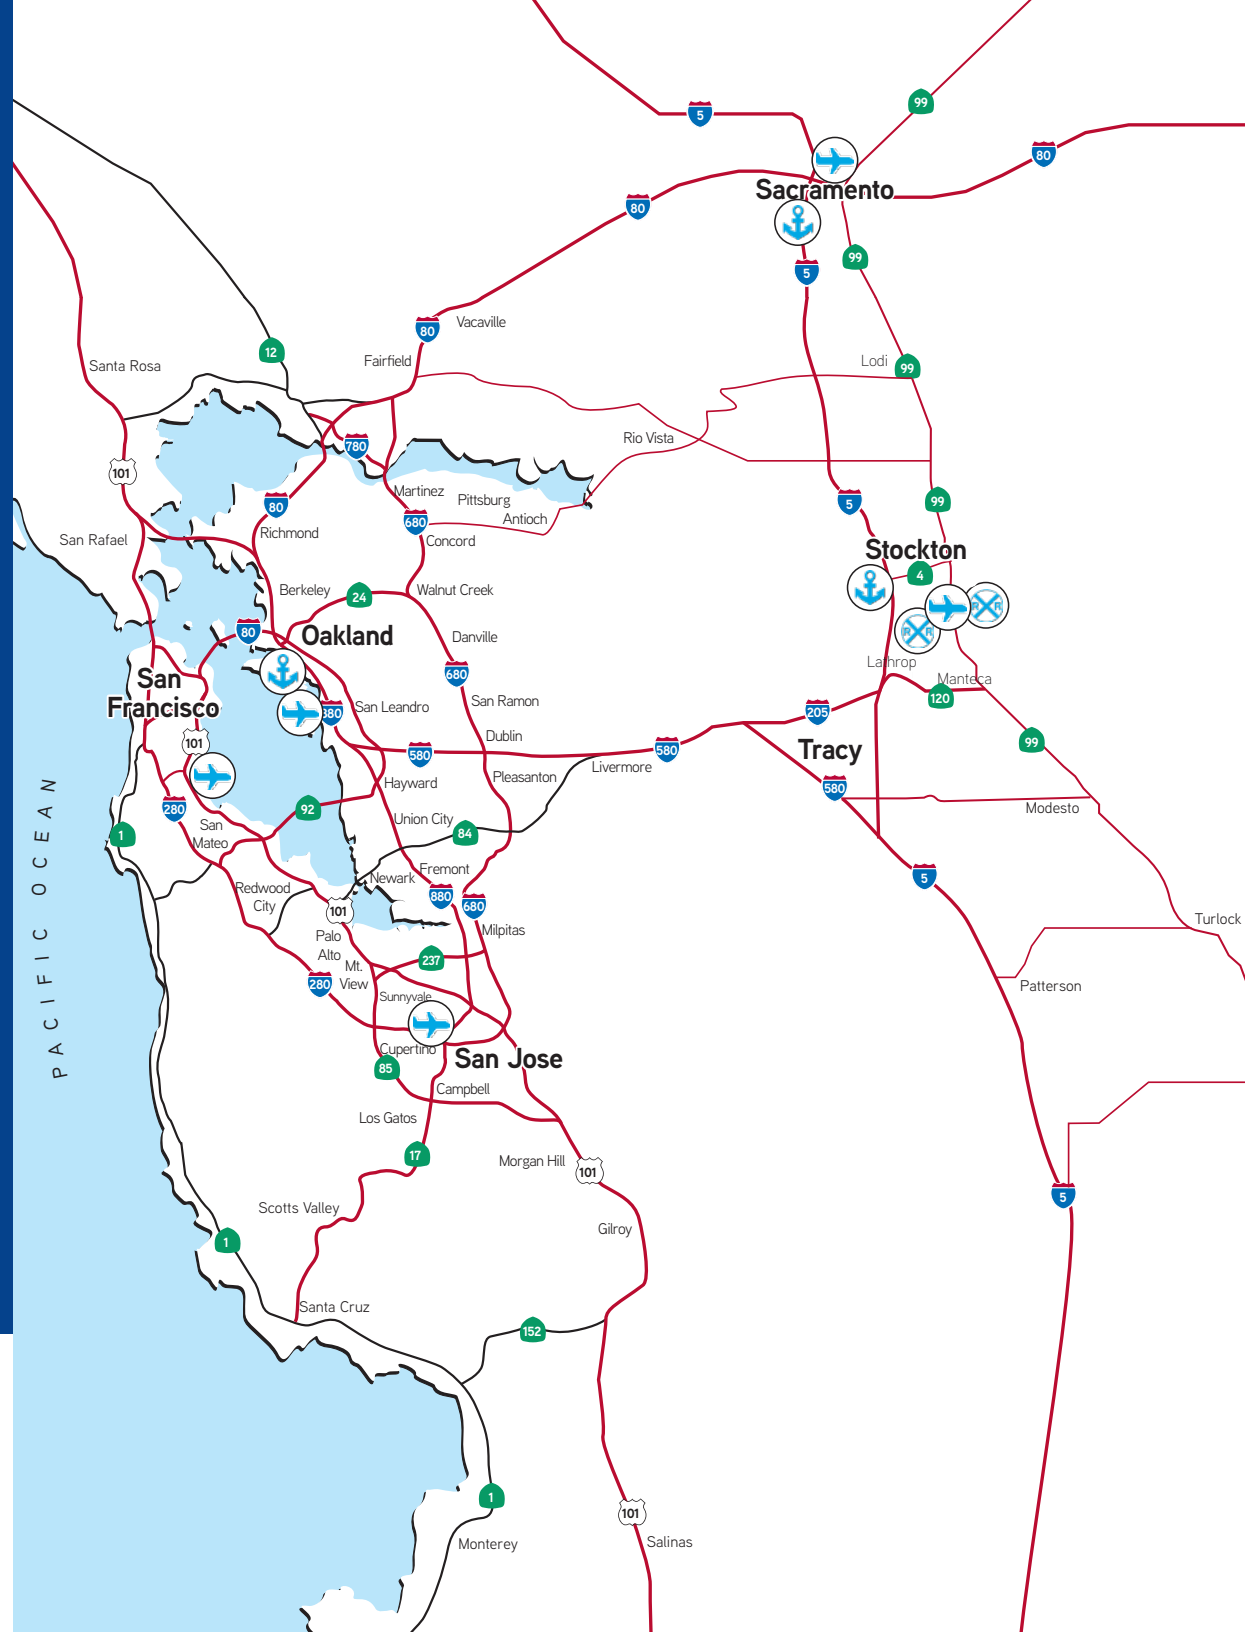 5
99
80
Sacramento
80
99
5
80
Vacaville
12
Fairfield
Santa Rosa
Lodi
99
780
Rio Vista
101
Martinez
Pittsburg
80
5
99
680
Antioch
Richmond
San Rafael
Concord
Stockton
4
Berkeley
24
Walnut Creek
R R
R R
80
Oakland
Danville
Lathrop
680
San
Francisco
Manteca
120
San Ramon
San Leandro
880
205
Dublin
101
580
580
Tracy
99
Livermore
Pleasanton
Hayward
580
280
92
Modesto
Union City
San
Mateo
1
84
Fremont
Newark
5
Redwood
City
880
680
101
Turlock
Milpitas
Palo
Alto
237
Mt.
View
280
Patterson
Sunnyvale
PACIFIC OCEAN
Cupertino
San Jose
85
Campbell
Los Gatos
17
Morgan Hill
101
5
Scotts Valley
Gilroy
1
Santa Cruz
152
1
101
Monterey
Salinas